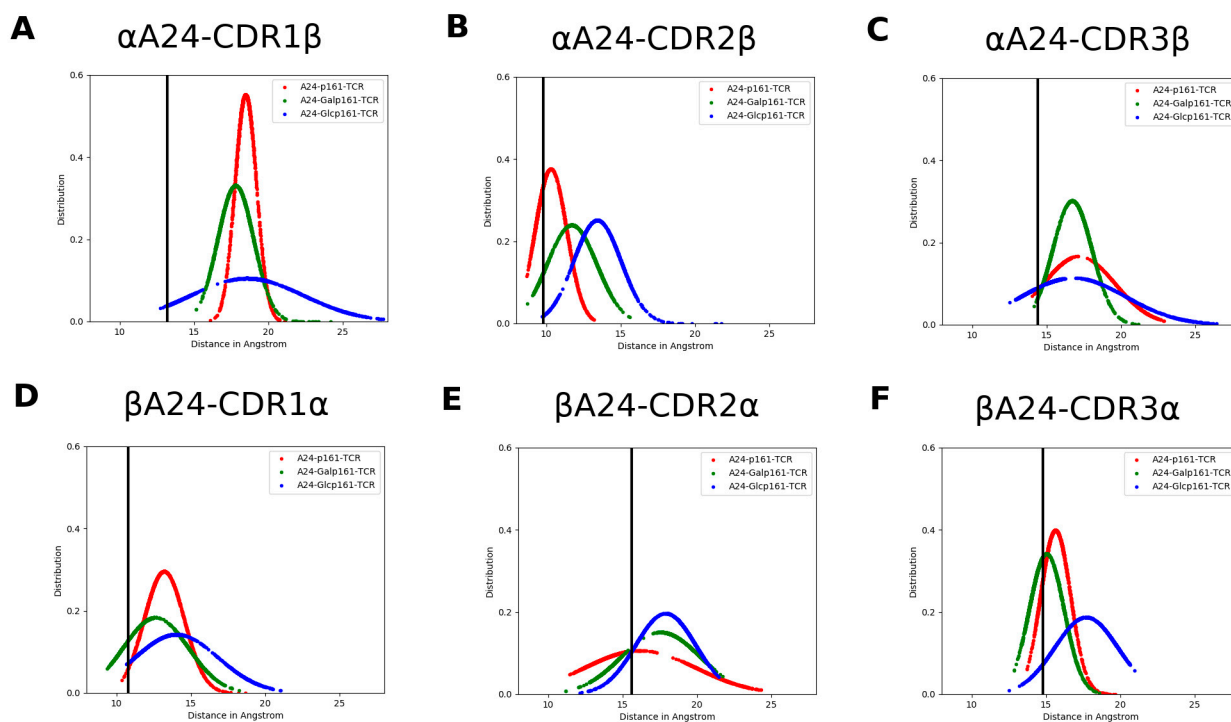 A
αA24-CDR1β
0.6
0.4
0.2
0.0
Distribution
A24-p161-TCR
A24-Galp161-TCR
A24-Glcp161-TCR
10
15
20
25
Distance in Angstrom
B
αA24-CDR2β
0.6
0.4
0.2
0.0
Distribution
A24-p161-TCR
A24-Galp161-TCR
A24-Glcp161-TCR
10
15
20
25
Distance in Angstrom
C
αA24-CDR3β
0.6
0.4
0.2
0.0
Distribution
A24-p161-TCR
A24-Galp161-TCR
A24-Glcp161-TCR
10
15
20
25
Distance in Angstrom
D
βA24-CDR1α
0.6
0.4
0.2
0.0
Distribution
A24-p161-TCR
A24-Galp161-TCR
A24-Glcp161-TCR
10
15
20
25
Distance in Angstrom
E
βA24-CDR2α
0.6
0.4
0.2
0.0
Distribution
A24-p161-TCR
A24-Galp161-TCR
A24-Glcp161-TCR
10
15
20
25
Distance in Angstrom
F
βA24-CDR3α
0.6
0.4
0.2
0.0
Distribution
A24-p161-TCR
A24-Galp161-TCR
A24-Glcp161-TCR
10
15
20
25
Distance in Angstrom